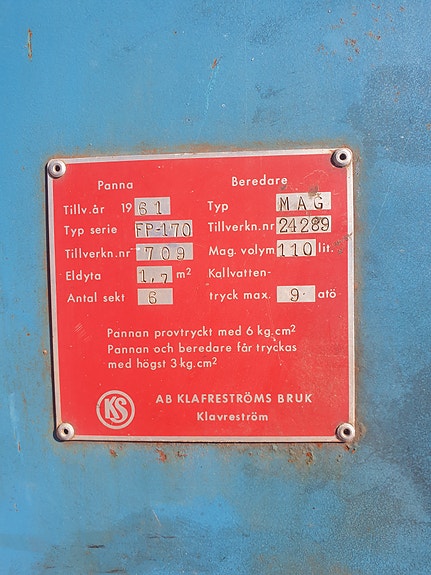 Panna
Tillv.år 1961
Typ serie FP-170
Tillverkn.nr 709
Eldyta 1,7 m²
Antal sekt 6
Beredare
Typ MAG
Tillverkn.nr 24289
Mag. volym 110 lit.
Kallvatten-
tryck max. 9 atö
Pannan provtryckt med 6 kg.cm²
Pannan och beredare får tryckas
med högst 3 kg.cm²
KS
AB KLAFRESTRÖMS BRUK
Klavreström